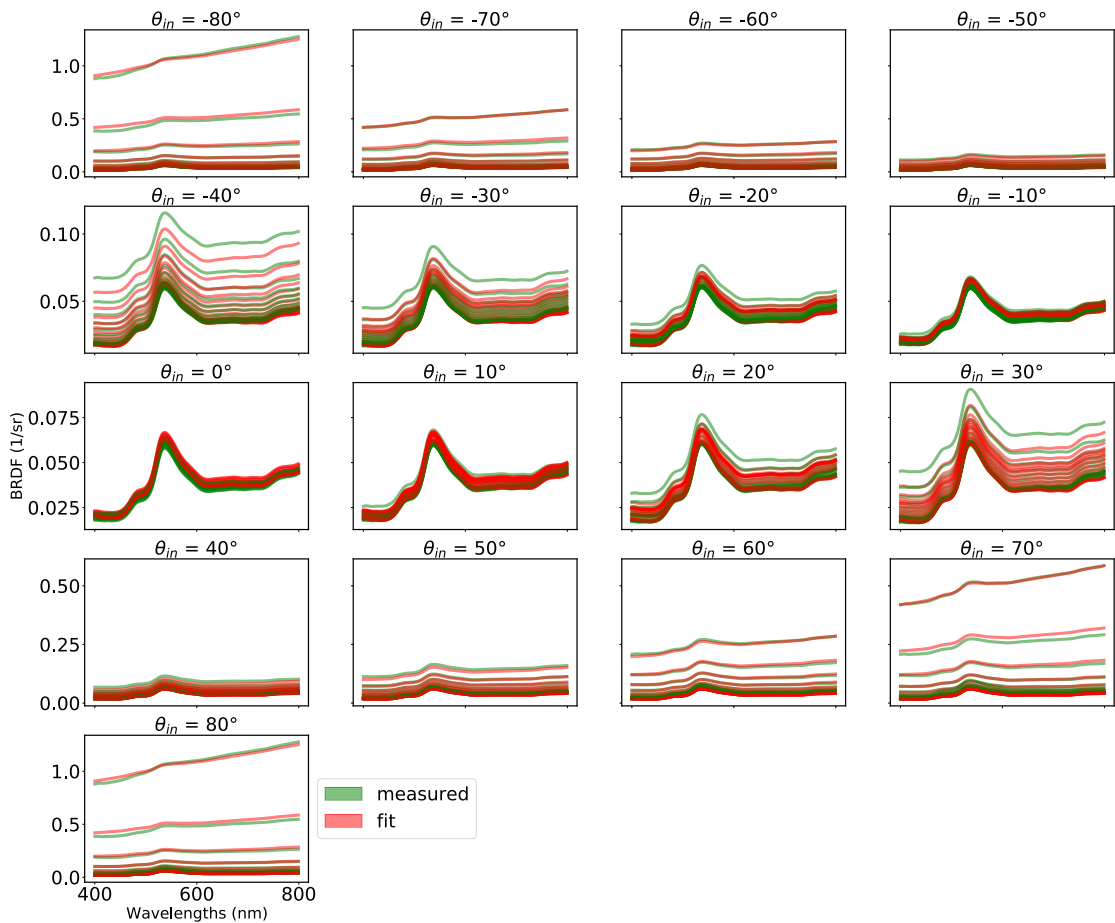 θin = -80°
θin = -70°
θin = -60°
θin = -50°
1.0
0.5
0.0
θin = -40°
θin = -30°
θin = -20°
θin = -10°
0.10
0.05
θin = 0°
θin = 10°
θin = 20°
θin = 30°
0.075
0.050
0.025
BRDF (1/sr)
θin = 40°
θin = 50°
θin = 60°
θin = 70°
0.50
0.25
0.00
θin = 80°
1.0
0.5
0.0
400
600
800
Wavelengths (nm)
measured
fit